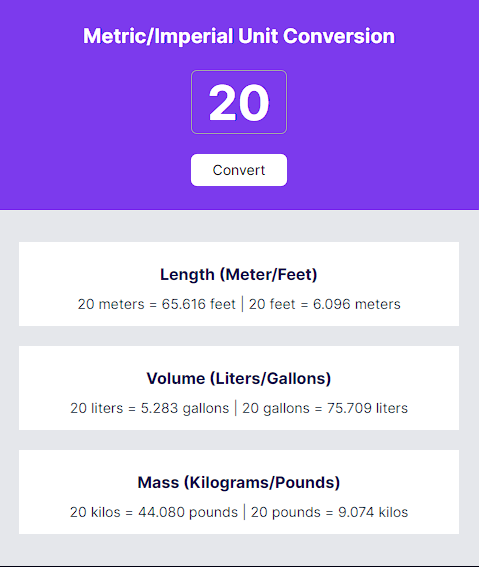 Metric/Imperial Unit Conversion
20
Convert
Length (Meter/Feet)
20 meters = 65.616 feet | 20 feet = 6.096 meters
Volume (Liters/Gallons)
20 liters = 5.283 gallons | 20 gallons = 75.709 liters
Mass (Kilograms/Pounds)
20 kilos = 44.080 pounds | 20 pounds = 9.074 kilos